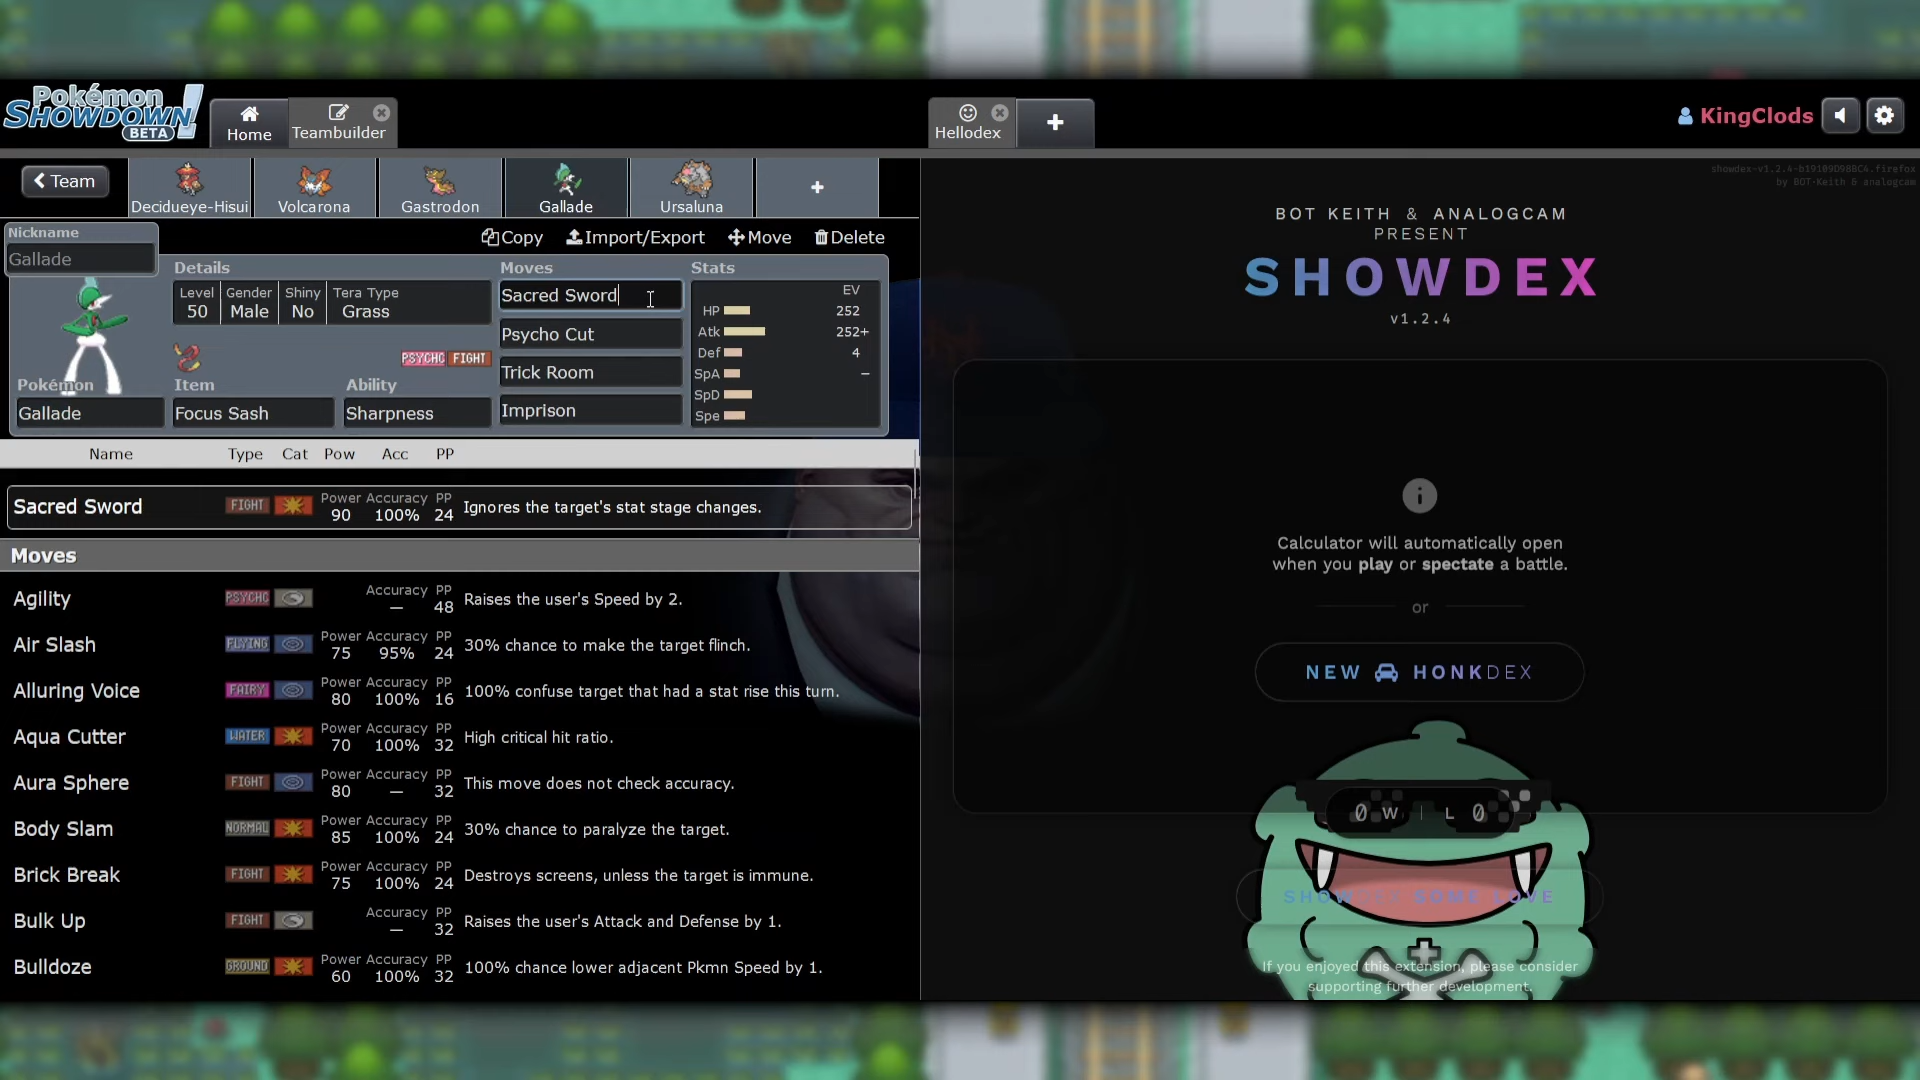 Pokémon
SHOWDOWN!
BETA
Home
Teambuilder
Hellodex
+
KingClods
Team
Decidueye-Hisui
Volcarona
Gastrodon
Gallade
Ursaluna
+
showdex-v1.2.4-b19109D98BC4.firefox
by BOT-Keith & analogcam
Nickname
Gallade
Copy
Import/Export
Move
Delete
Details
Moves
Stats
Level
50
Gender
Male
Shiny
No
Tera Type
Grass
PSYCHC FIGHT
Pokémon
Gallade
Item
Focus Sash
Ability
Sharpness
Sacred Sword
Psycho Cut
Trick Room
Imprison
EV
HP 252
Atk 252+
Def 4
SpA –
SpD
Spe
Name Type Cat Pow Acc PP
Sacred Sword FIGHT Power 90 Accuracy 100% PP 24 Ignores the target's stat stage changes.
Moves
Agility PSYCHC Accuracy — PP 48 Raises the user's Speed by 2.
Air Slash FLYING Power 75 Accuracy 95% PP 24 30% chance to make the target flinch.
Alluring Voice FAIRY Power 80 Accuracy 100% PP 16 100% confuse target that had a stat rise this turn.
Aqua Cutter WATER Power 70 Accuracy 100% PP 32 High critical hit ratio.
Aura Sphere FIGHT Power 80 Accuracy — PP 32 This move does not check accuracy.
Body Slam NORMAL Power 85 Accuracy 100% PP 24 30% chance to paralyze the target.
Brick Break FIGHT Power 75 Accuracy 100% PP 24 Destroys screens, unless the target is immune.
Bulk Up FIGHT Accuracy — PP 32 Raises the user's Attack and Defense by 1.
Bulldoze GROUND Power 60 Accuracy 100% PP 32 100% chance lower adjacent Pkmn Speed by 1.
BOT KEITH & ANALOGCAM
PRESENT
SHOWDEX
v1.2.4
Calculator will automatically open
when you play or spectate a battle.
or
NEW HONKDEX
0 W | L 0
SHOWDEX SOME LOVE
If you enjoyed this extension, please consider
supporting further development.